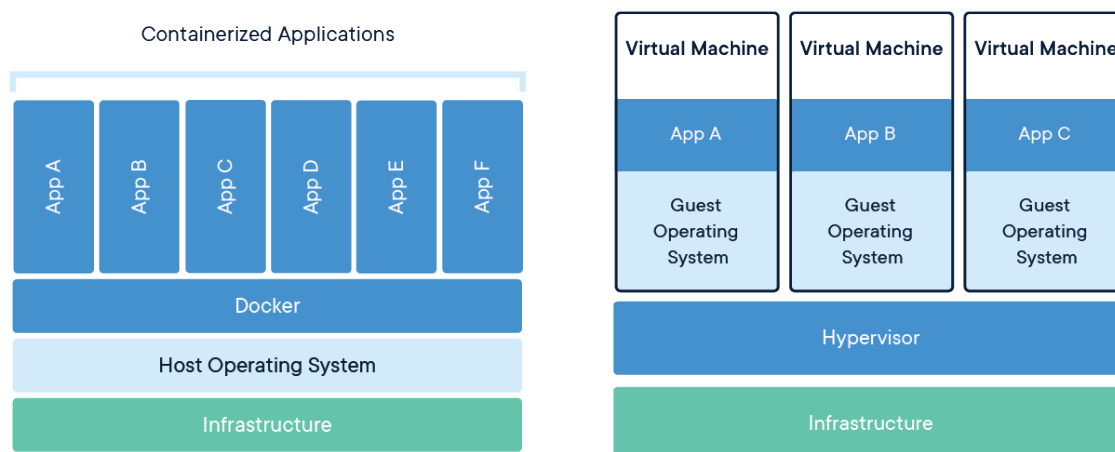 Containerized Applications
App A
App B
App C
App D
App E
App F
Docker
Host Operating System
Infrastructure
Virtual Machine
App A
Guest
Operating
System
Virtual Machine
App B
Guest
Operating
System
Virtual Machine
App C
Guest
Operating
System
Hypervisor
Infrastructure